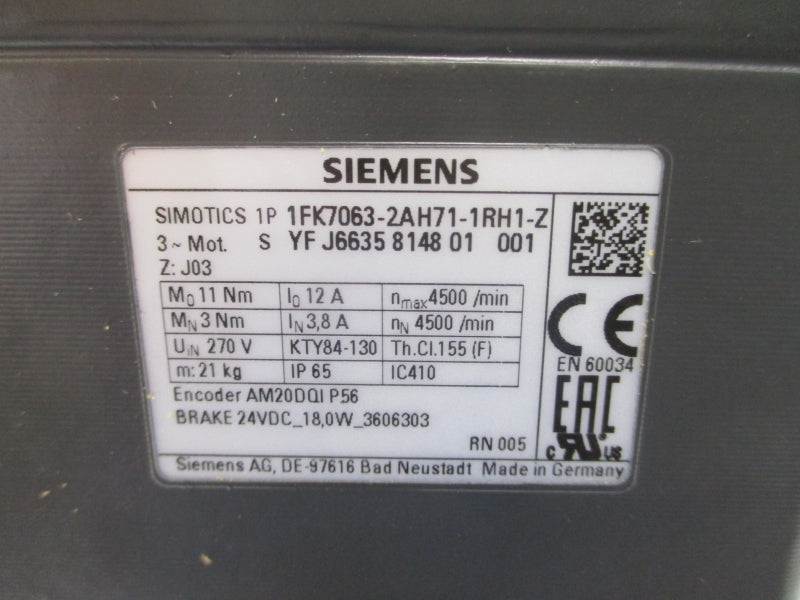 SIEMENS
SIMOTICS 1P 1FK7063-2AH71-1RH1-Z
3~ Mot. S YF J6635 8148 01 001
Z: J03
M0 11 Nm I0 12 A nmax 4500 /min
MN 3 Nm IN 3,8 A nN 4500 /min
UiN 270 V KTY84-130 Th.Cl.155 (F)
m: 21 kg IP 65 IC410
CE
EN 60034
Encoder AM20DQI P.56
BRAKE 24VDC_18,0W_3606303
EAC
RN 005
c RU US
Siemens AG, DE-97616 Bad Neustadt Made in Germany